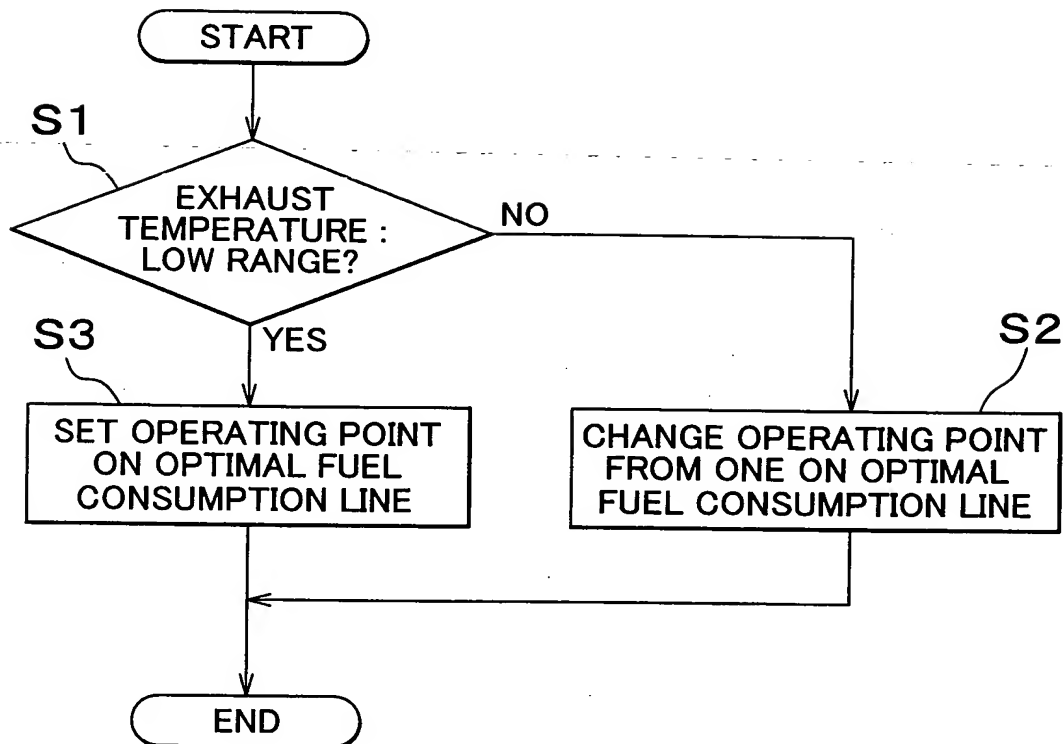 START
S1
EXHAUST
TEMPERATURE :
LOW RANGE?
NO
YES
S3
S2
SET OPERATING POINT
ON OPTIMAL FUEL
CONSUMPTION LINE
CHANGE OPERATING POINT
FROM ONE ON OPTIMAL
FUEL CONSUMPTION LINE
END